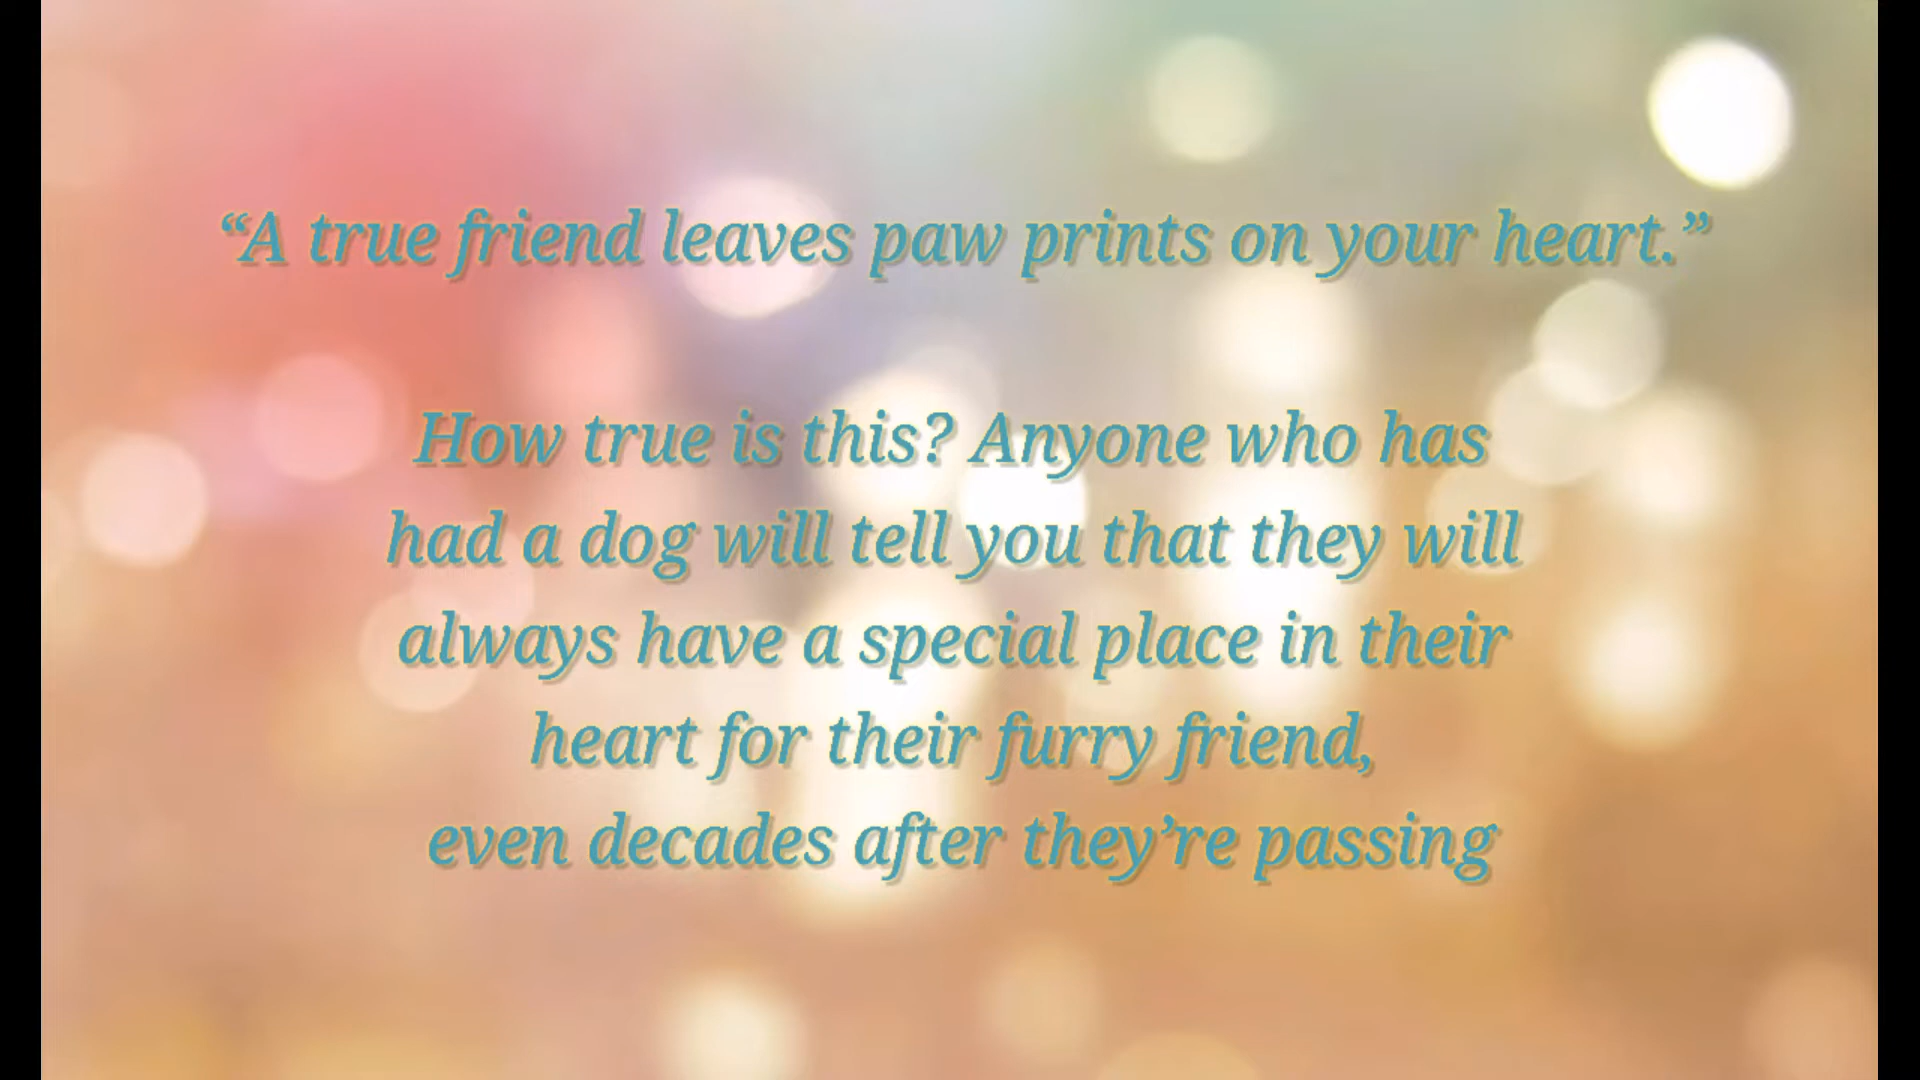 “A true friend leaves paw prints on your heart.”
How true is this? Anyone who has
had a dog will tell you that they will
always have a special place in their
heart for their furry friend,
even decades after they’re passing